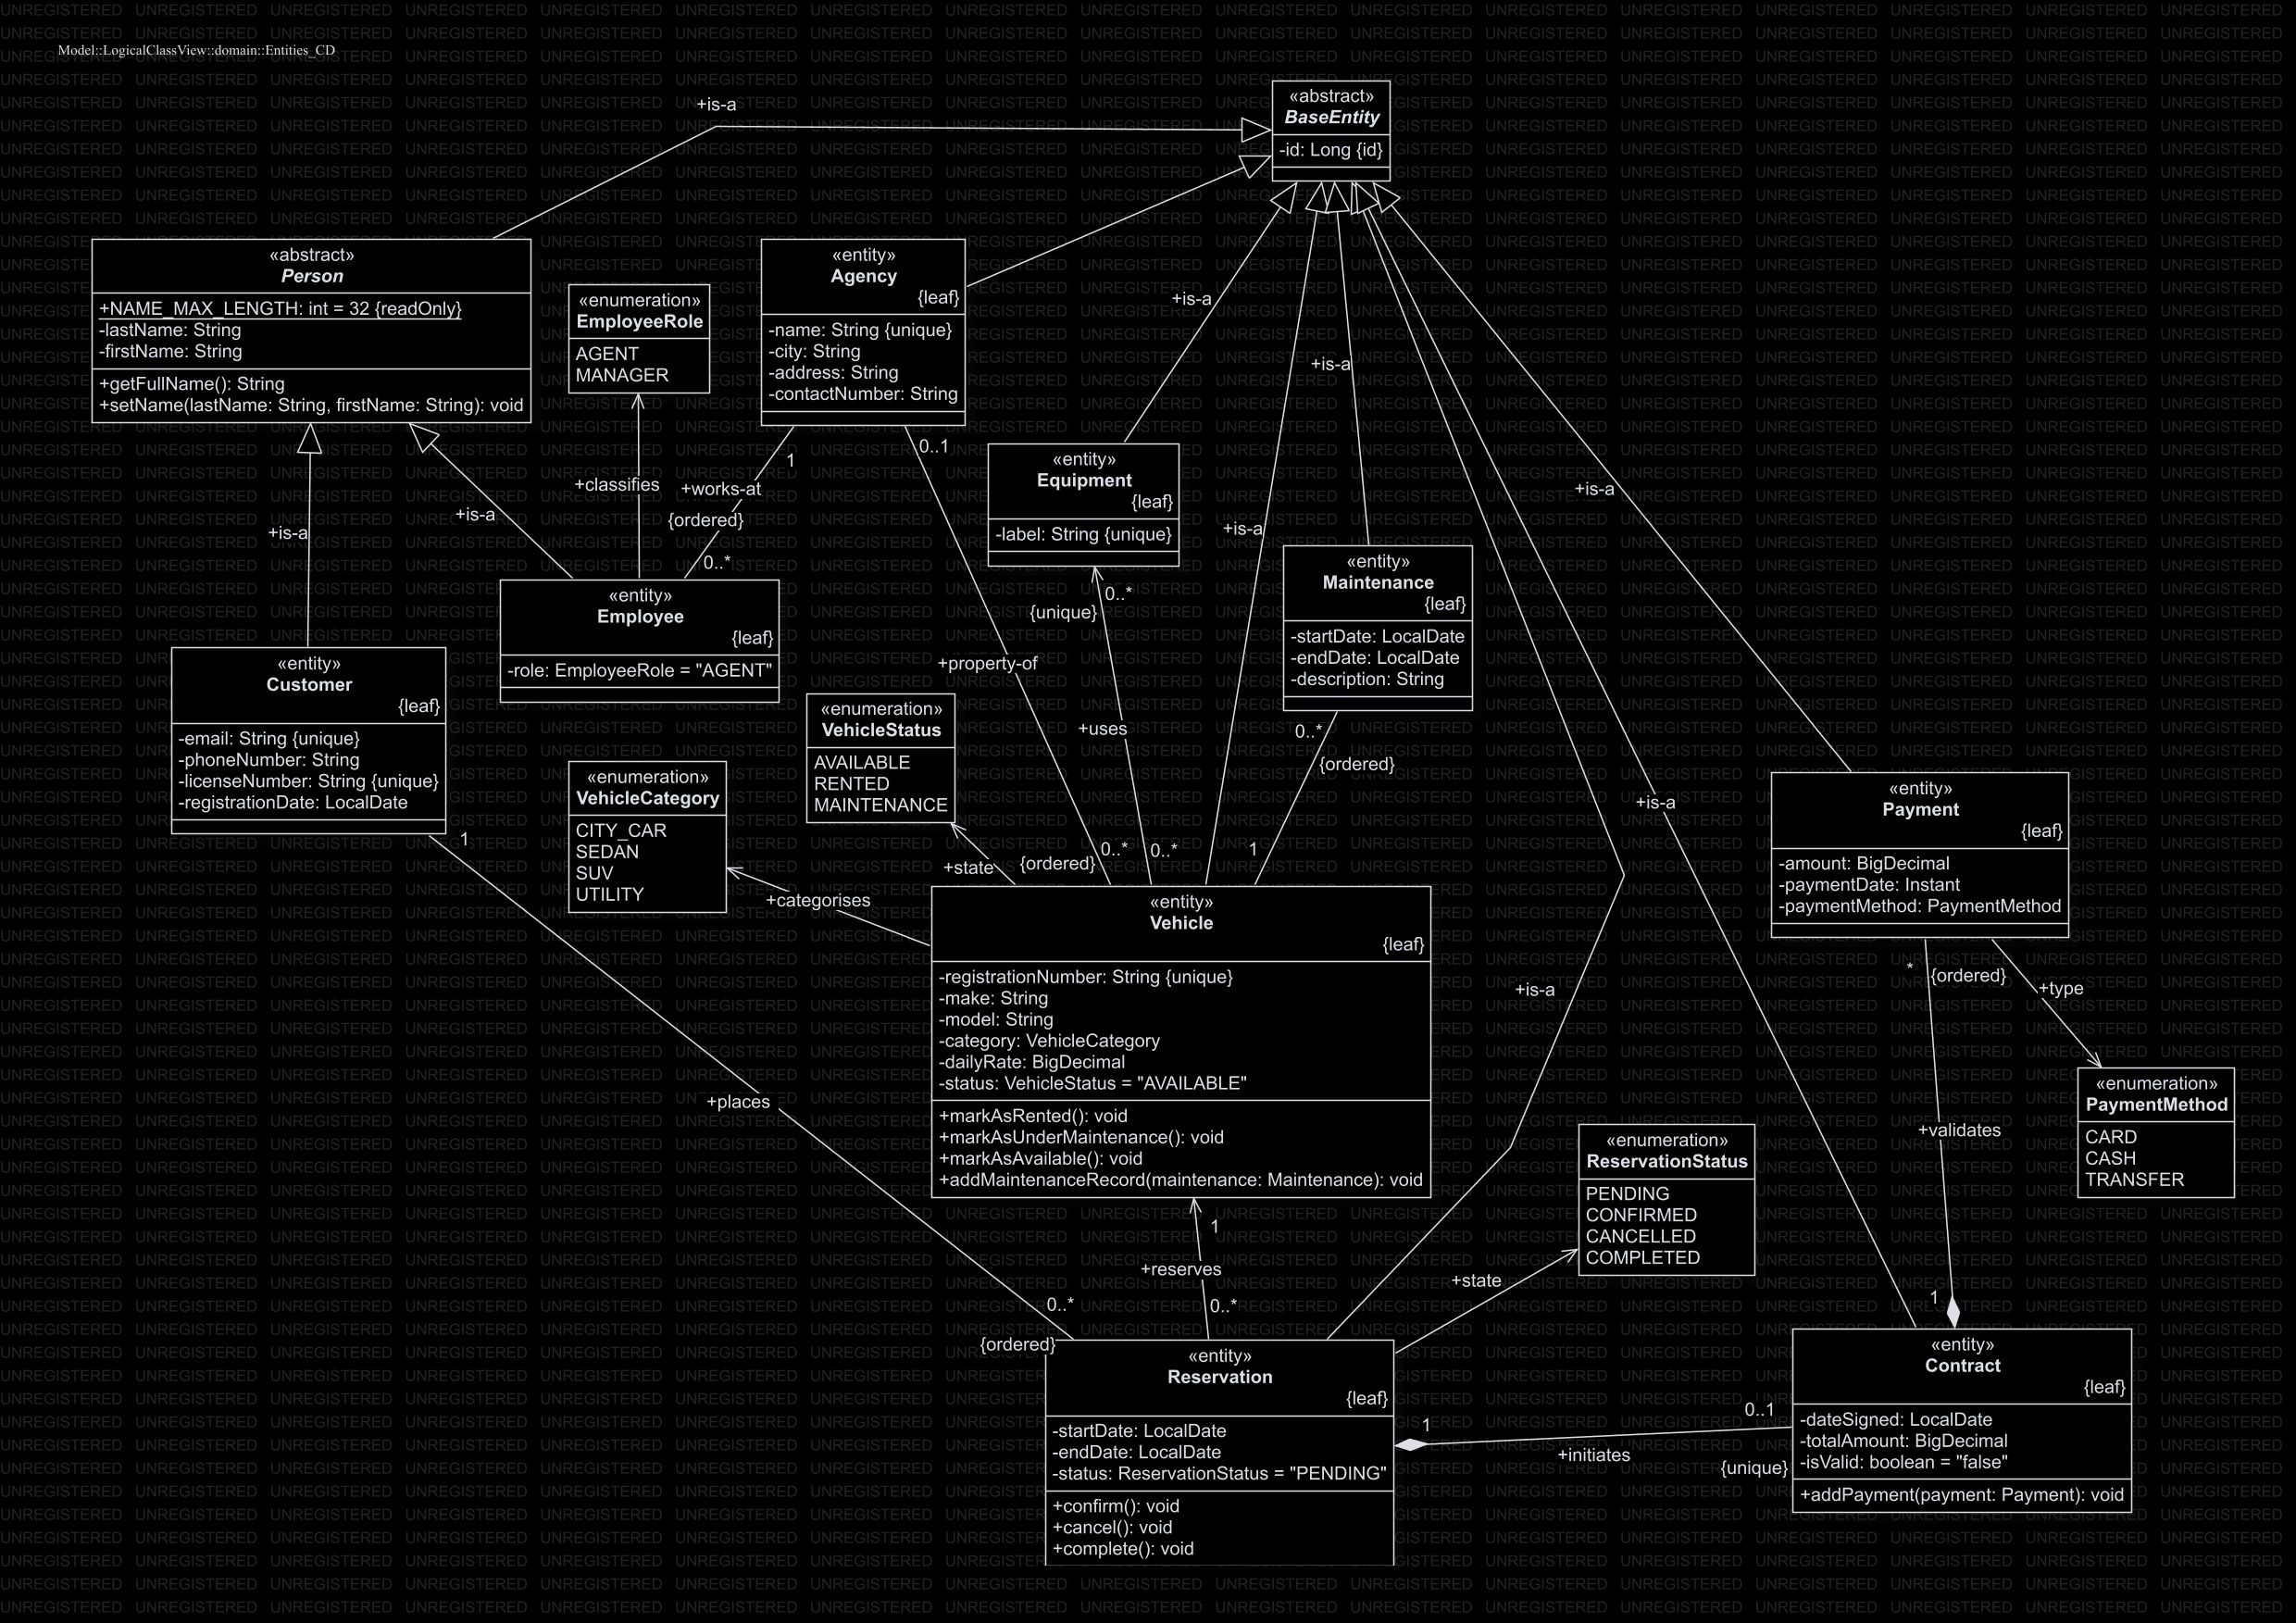 Model::LogicalClassView::domain::Entities_CD
+is-a
«abstract»
BaseEntity
-id: Long {id}
«abstract»
Person
+NAME_MAX_LENGTH: int = 32 {readOnly}
-lastName: String
-firstName: String
+getFullName(): String
+setName(lastName: String, firstName: String): void
«enumeration»
EmployeeRole
AGENT
MANAGER
«entity»
Agency
{leaf}
-name: String {unique}
-city: String
-address: String
-contactNumber: String
+is-a
+is-a
«entity»
Equipment
{leaf}
-label: String {unique}
+is-a
+is-a
+classifies
1
+works-at
{ordered}
0..*
0..1
+property-of
+is-a
+is-a
«entity»
Employee
{leaf}
-role: EmployeeRole = "AGENT"
{unique}
0..*
+uses
«entity»
Maintenance
{leaf}
-startDate: LocalDate
-endDate: LocalDate
-description: String
«entity»
Customer
{leaf}
-email: String {unique}
-phoneNumber: String
-licenseNumber: String {unique}
-registrationDate: LocalDate
«enumeration»
VehicleStatus
AVAILABLE
RENTED
MAINTENANCE
«enumeration»
VehicleCategory
CITY_CAR
SEDAN
SUV
UTILITY
0..*
{ordered}
+is-a
«entity»
Payment
{leaf}
-amount: BigDecimal
-paymentDate: Instant
-paymentMethod: PaymentMethod
1
+state
{ordered}
0..*
0..*
1
+categorises
«entity»
Vehicle
{leaf}
-registrationNumber: String {unique}
-make: String
-model: String
-category: VehicleCategory
-dailyRate: BigDecimal
-status: VehicleStatus = "AVAILABLE"
+markAsRented(): void
+markAsUnderMaintenance(): void
+markAsAvailable(): void
+addMaintenanceRecord(maintenance: Maintenance): void
+is-a
*
{ordered}
+type
«enumeration»
PaymentMethod
CARD
CASH
TRANSFER
+places
+validates
«enumeration»
ReservationStatus
PENDING
CONFIRMED
CANCELLED
COMPLETED
1
+reserves
0..*
+state
0..*
{ordered}
1
«entity»
Reservation
{leaf}
-startDate: LocalDate
-endDate: LocalDate
-status: ReservationStatus = "PENDING"
+confirm(): void
+cancel(): void
+complete(): void
1
+initiates
0..1
{unique}
«entity»
Contract
{leaf}
-dateSigned: LocalDate
-totalAmount: BigDecimal
-isValid: boolean = "false"
+addPayment(payment: Payment): void
UNREGISTERED